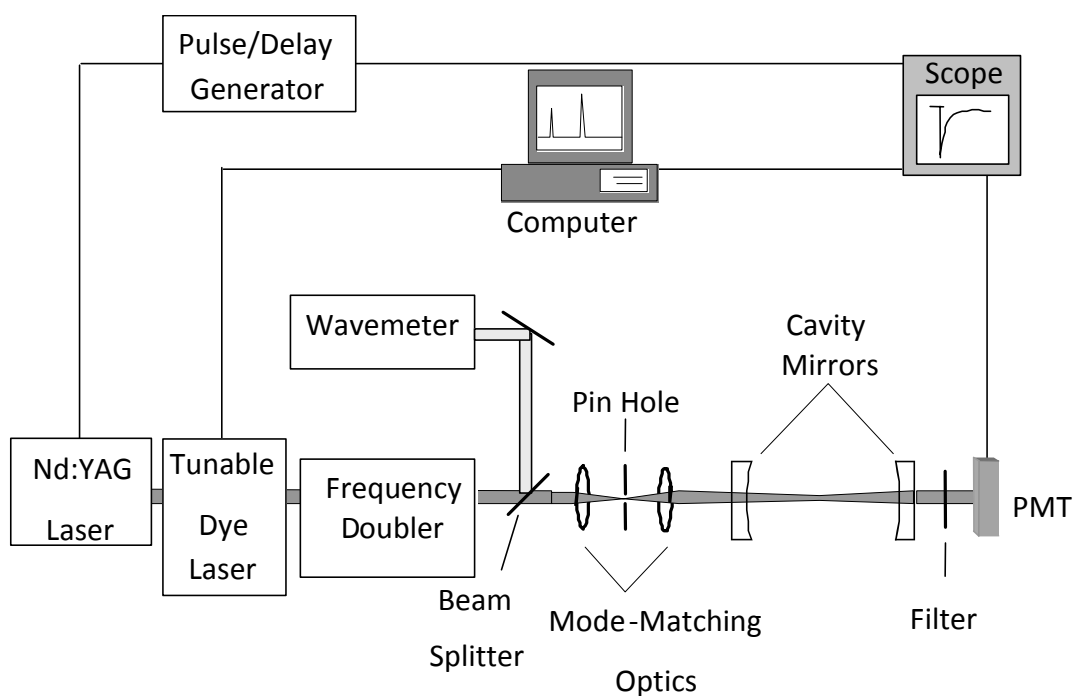 Pulse/Delay
Generator
Scope
Computer
Wavemeter
Cavity
Mirrors
Pin Hole
Nd:YAG
Laser
Tunable
Dye
Laser
Frequency
Doubler
PMT
Beam
Splitter
Mode-Matching
Optics
Filter